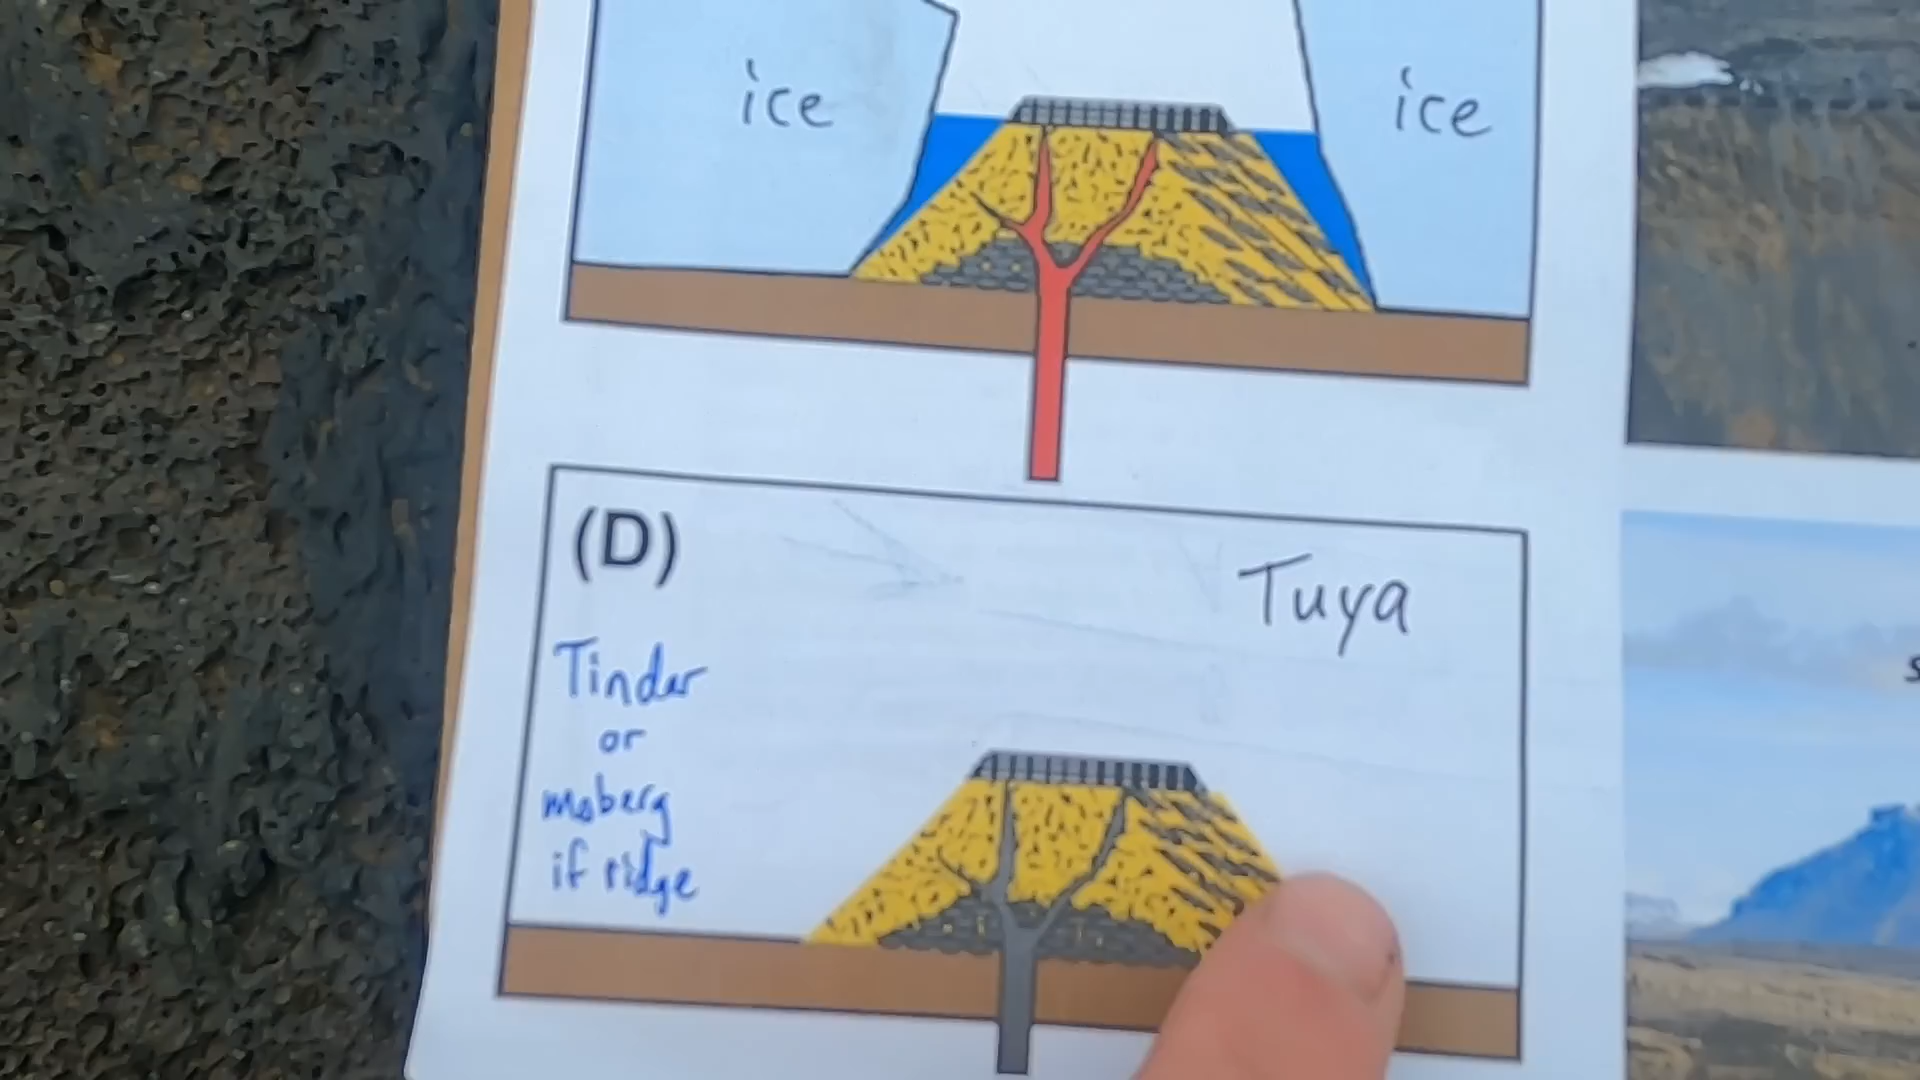 ice
ice
(D)
Tuya
Tinder
or
moberg
if ridge